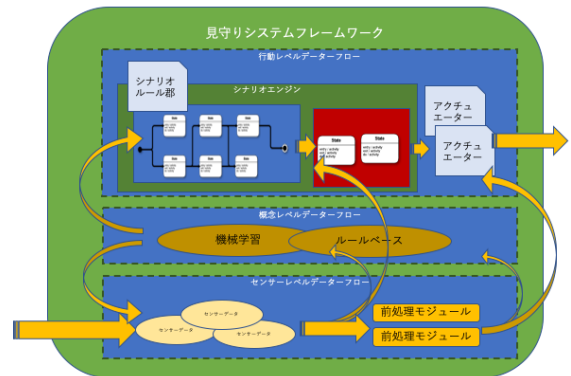 見守りシステムフレームワーク
行動レベルデーターフロー
シナリオ
ルール郡
シナリオエンジン
アクチュ
エーター
アクチュ
エーター
State
State
概念レベルデーターフロー
機械学習
ルールベース
センサーレベルデーターフロー
センサーデータ
センサーデータ
センサーデータ
前処理モジュール
前処理モジュール